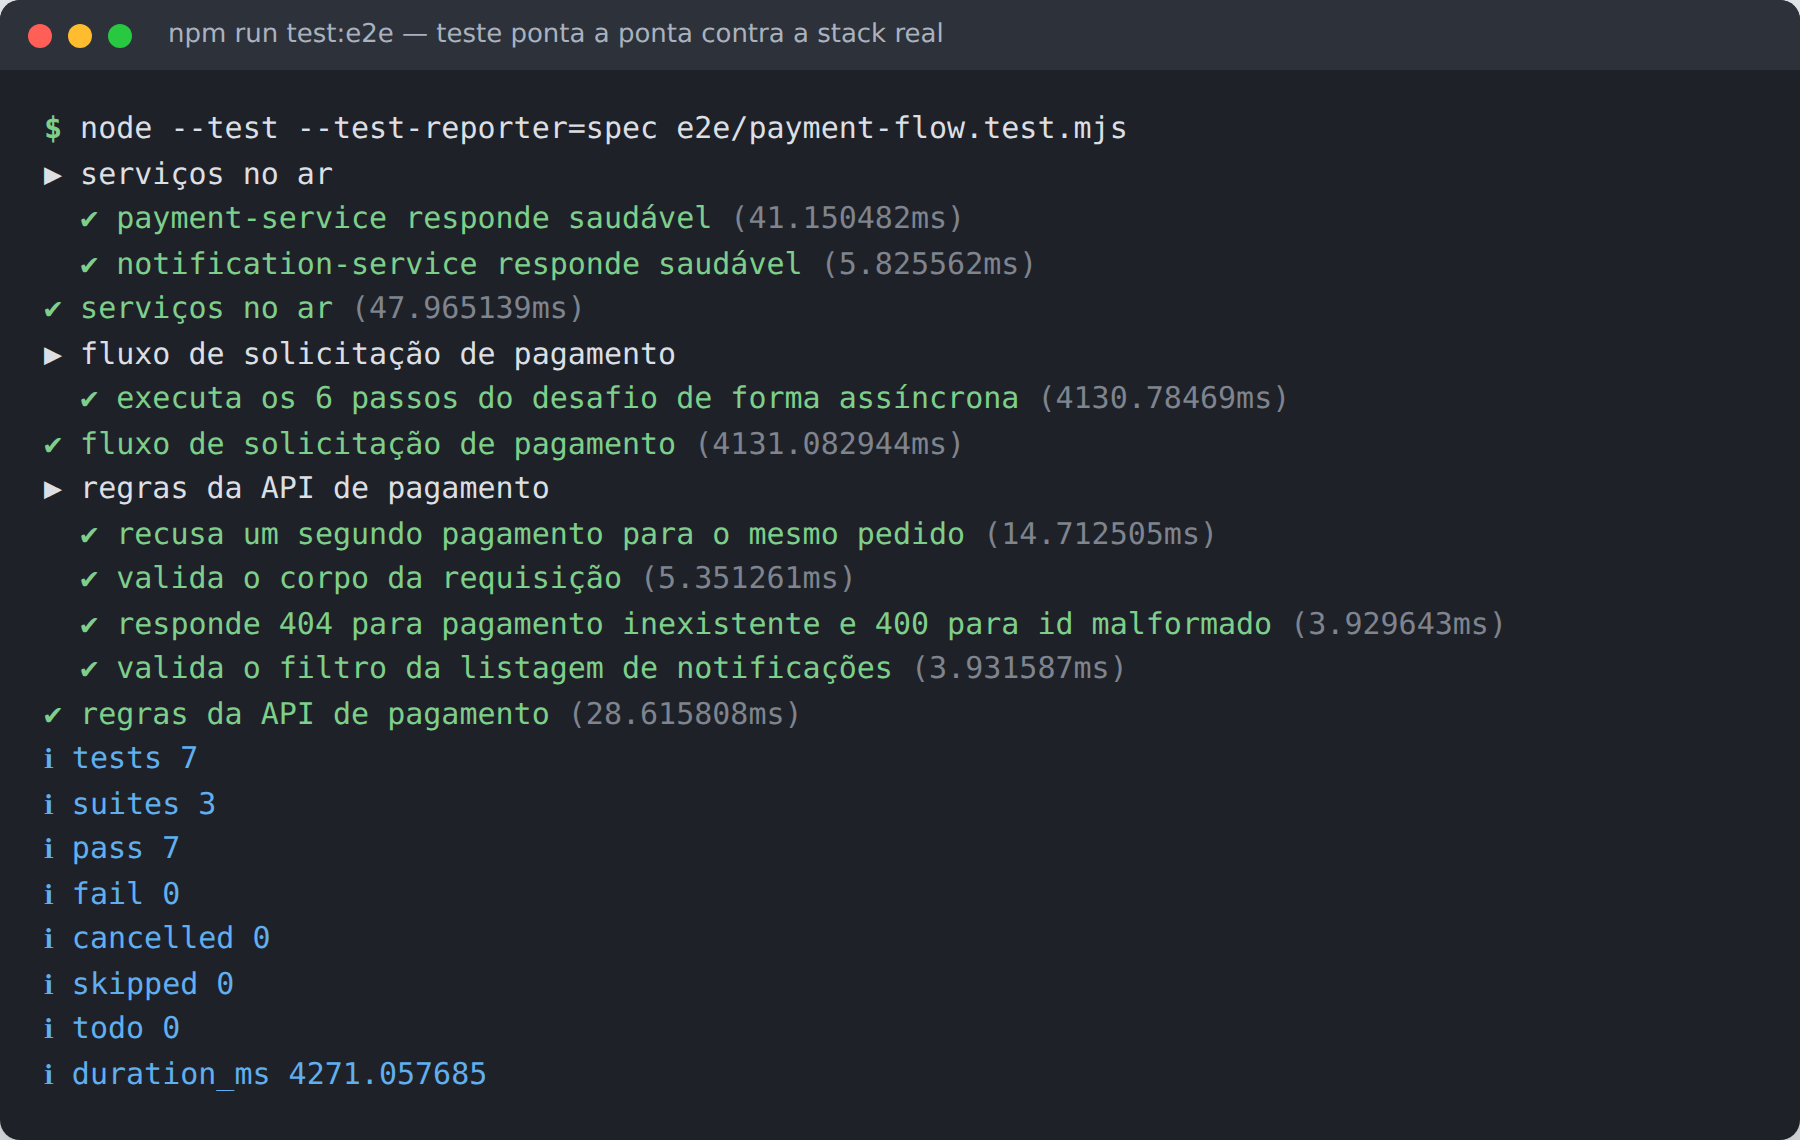 npm run test:e2e — teste ponta a ponta contra a stack real
$ node --test --test-reporter=spec e2e/payment-flow.test.mjs
▶ serviços no ar
✔ payment-service responde saudável (41.150482ms)
✔ notification-service responde saudável (5.825562ms)
✔ serviços no ar (47.965139ms)
▶ fluxo de solicitação de pagamento
✔ executa os 6 passos do desafio de forma assíncrona (4130.78469ms)
✔ fluxo de solicitação de pagamento (4131.082944ms)
▶ regras da API de pagamento
✔ recusa um segundo pagamento para o mesmo pedido (14.712505ms)
✔ valida o corpo da requisição (5.351261ms)
✔ responde 404 para pagamento inexistente e 400 para id malformado (3.929643ms)
✔ valida o filtro da listagem de notificações (3.931587ms)
✔ regras da API de pagamento (28.615808ms)
ℹ tests 7
ℹ suites 3
ℹ pass 7
ℹ fail 0
ℹ cancelled 0
ℹ skipped 0
ℹ todo 0
ℹ duration_ms 4271.057685